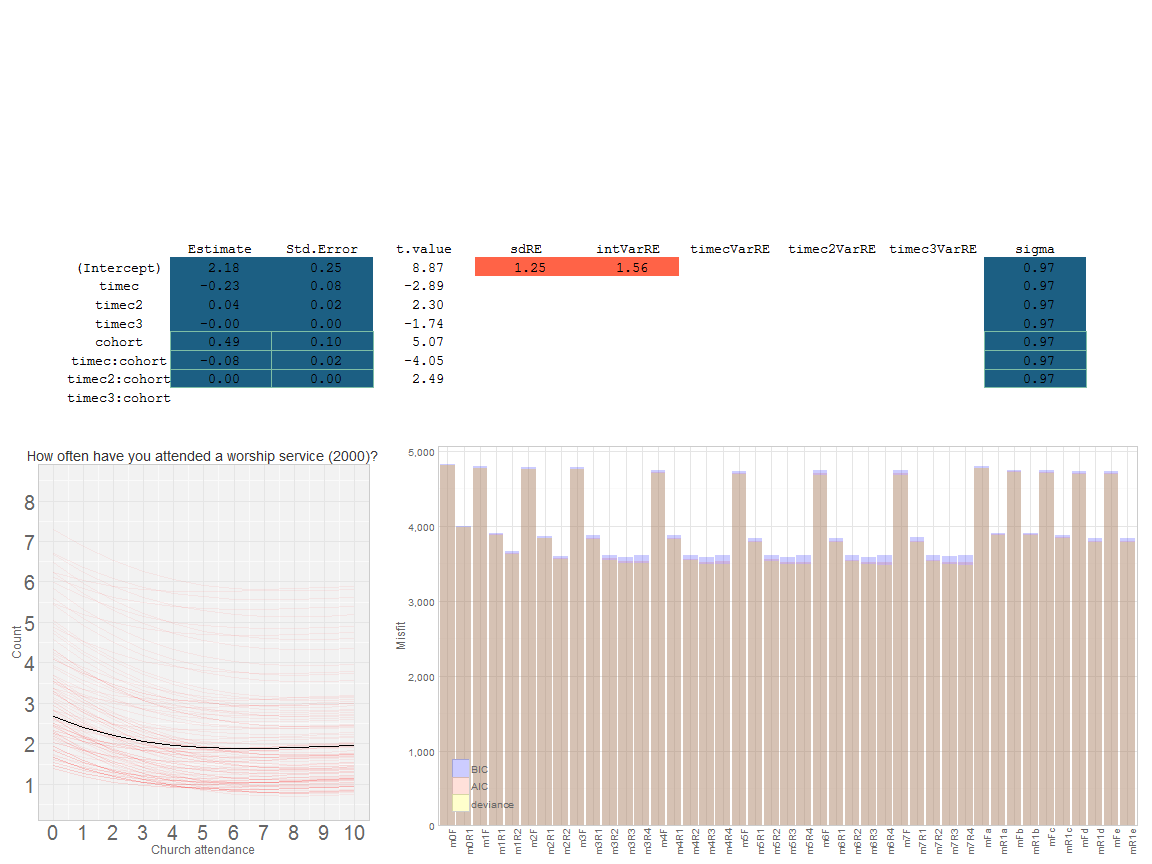 Estimate Std.Error t.value sdRE intVarRE timecVarRE timec2VarRE timec3VarRE sigma
(Intercept) 2.18 0.25 8.87 1.25 1.56 0.97
timec -0.23 0.08 -2.89 0.97
timec2 0.04 0.02 2.30 0.97
timec3 -0.00 0.00 -1.74 0.97
cohort 0.49 0.10 5.07 0.97
timec:cohort -0.08 0.02 -4.05 0.97
timec2:cohort 0.00 0.00 2.49 0.97
timec3:cohort
How often have you attended a worship service (2000)?
Count
8
7
6
5
4
3
2
1
0 1 2 3 4 5 6 7 8 9 10
Church attendance
Misfit
5,000
4,000
3,000
2,000
1,000
0
BIC
AIC
deviance
m0F m0R1 m1F m1R1 m1R2 m2F m2R1 m2R2 m3F m3R1 m3R2 m3R3 m3R4 m4F m4R1 m4R2 m4R3 m4R4 m5F m5R1 m5R2 m5R3 m5R4 m6F m6R1 m6R2 m6R3 m6R4 m7F m7R1 m7R2 m7R3 m7R4 mFa mR1a mFb mR1b mFc mR1c mFd mR1d mFe mR1e